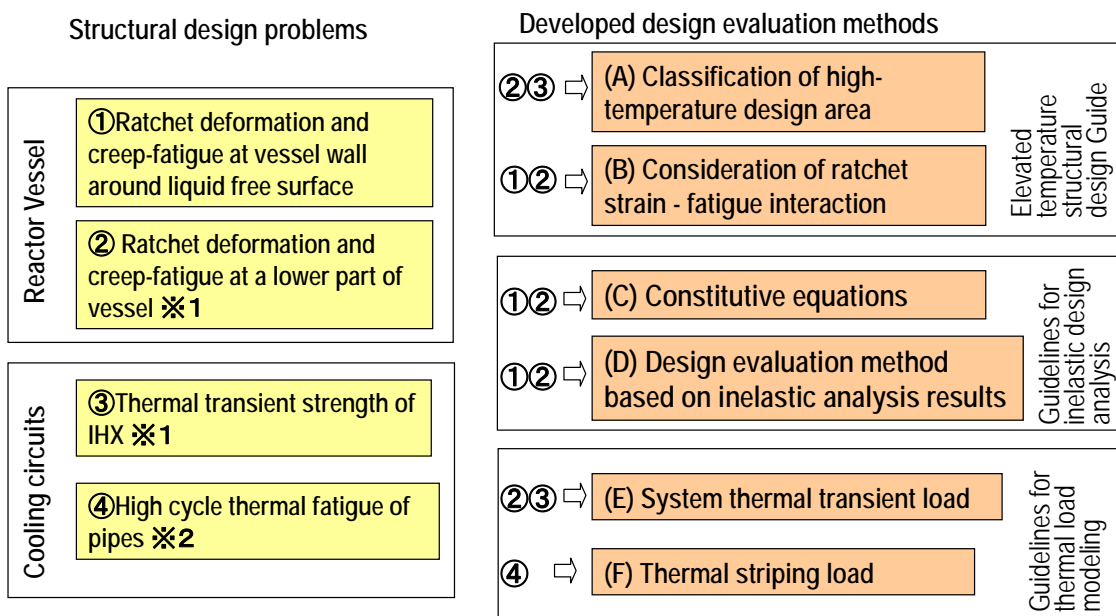 Structural design problems
Reactor Vessel
①Ratchet deformation and
creep-fatigue at vessel wall
around liquid free surface
② Ratchet deformation and
creep-fatigue at a lower part of
vessel ※1
Cooling circuits
③Thermal transient strength of
IHX ※1
④High cycle thermal fatigue of
pipes ※2
Developed design evaluation methods
②③ ⇨ (A) Classification of high-
temperature design area
①② ⇨ (B) Consideration of ratchet
strain - fatigue interaction
Elevated
temperature
structural
design Guide
①② ⇨ (C) Constitutive equations
①② ⇨ (D) Design evaluation method
based on inelastic analysis results
Guidelines for
inelastic design
analysis
②③ ⇨ (E) System thermal transient load
④ ⇨ (F) Thermal striping load
Guidelines for
thermal load
modeling